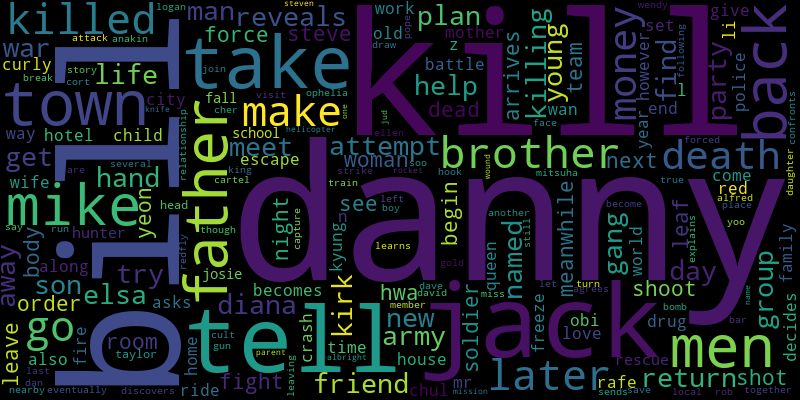 killed
man
reveals
work
plan
pope
logan
steven
attack
anakin
war
curly
break
story
cort
force
steve
old
mother
z
battle
join
take
kill
draw
wendy
give
li
set
however
find
money
back
party
police
following
l
end
year
life
town
bill
city
cher
fall
ophelia
visit
one
make
school
helicopter
help
dead
arrives
wan
killing
young
team
face
jud
ellen
forced
confronts
knife
way
hotel
child
get
are
several
wife
hand
relationship
father
meet
escape
king
cartel
attempt
woman
soo
strike
rocket
train
brother
wound
next
death
true
come
daughter
red
alfred
mike
head
though
say
run
hunter
yeon
redfly
josie
body
along
away
son
try
elsa
order
asks
also
go
fire
room
taylor
last
dan
nearby
eventually
discovers
leave
home
cult
gun
parent
ride
tell
see
night
capture
n
kyung
learns
boy
left
hook
danny
begin
mitsuha
another
still
become
place
yoo
explains
leaf
day
world
gang
named
meanwhile
queen
gold
miss
soldier
freeze
obi
love
let
agrees
turn
drug
bomb
shoot
group
family
decides
name
bar
men
rescue
sends
save
return
shot
local
rob
together
rafe
later
jack
hwa
kirk
diana
becomes
crash
time
albright
leaving
member
new
dave
david
army
house
mr
mission
chul
friend
fight